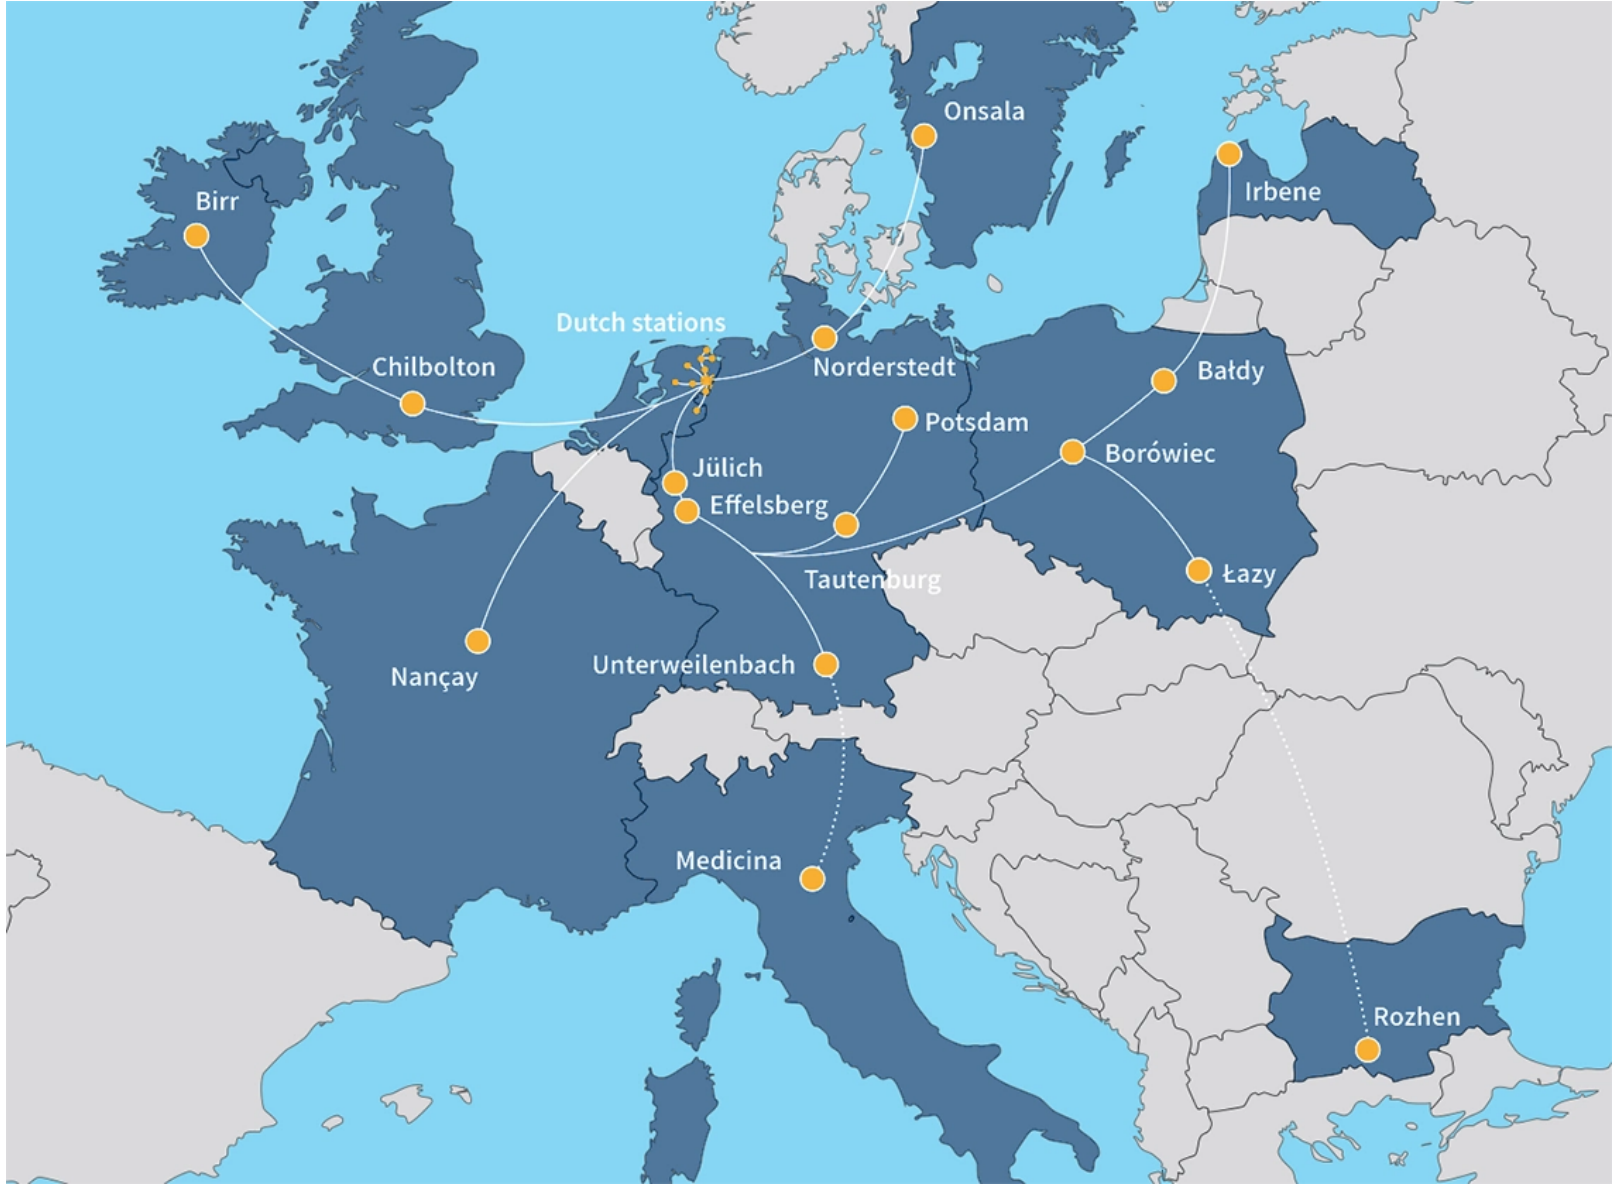 Onsala
Irbene
Birr
Dutch stations
Chilbolton
Norderstedt
Bałdy
Potsdam
Borówiec
Jülich
Effelsberg
Tautenburg
Łazy
Unterweilenbach
Nançay
Medicina
Rozhen